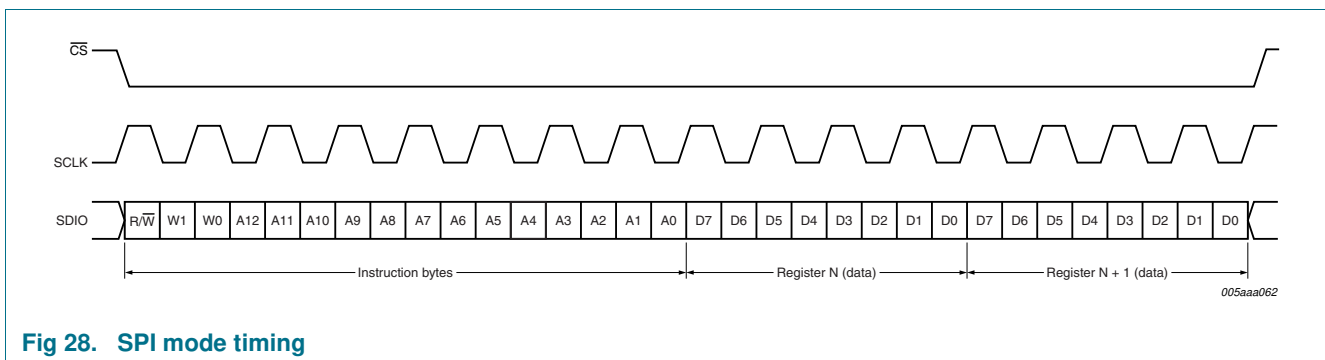 CS
SCLK
SDIO R/W W1 W0 A12 A11 A10 A9 A8 A7 A6 A5 A4 A3 A2 A1 A0 D7 D6 D5 D4 D3 D2 D1 D0 D7 D6 D5 D4 D3 D2 D1 D0
Instruction bytes Register N (data) Register N + 1 (data)
005aaa062
Fig 28. SPI mode timing